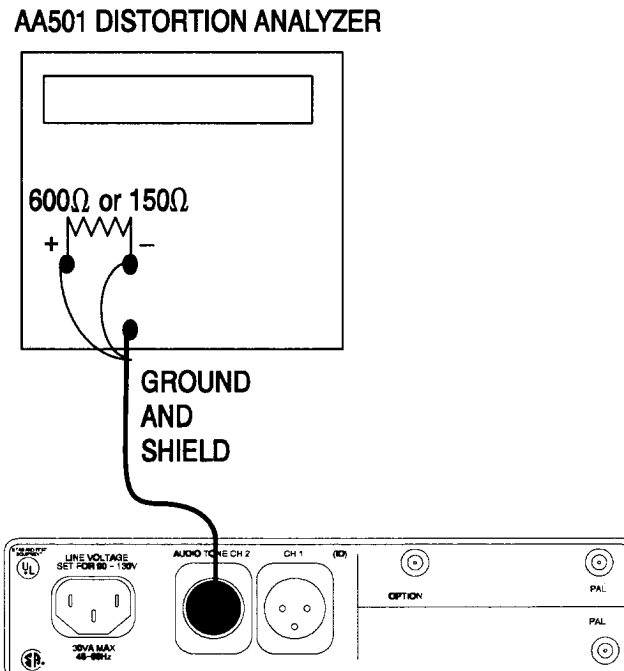 AA501 DISTORTION ANALYZER
600Ω or 150Ω
+ –
GROUND
AND
SHIELD
UL
LINE VOLTAGE
SET FOR 90 – 130V
AUDIO TONE CH 2
CH 1
OPTION
PAL
PAL
30VA MAX
48–66Hz